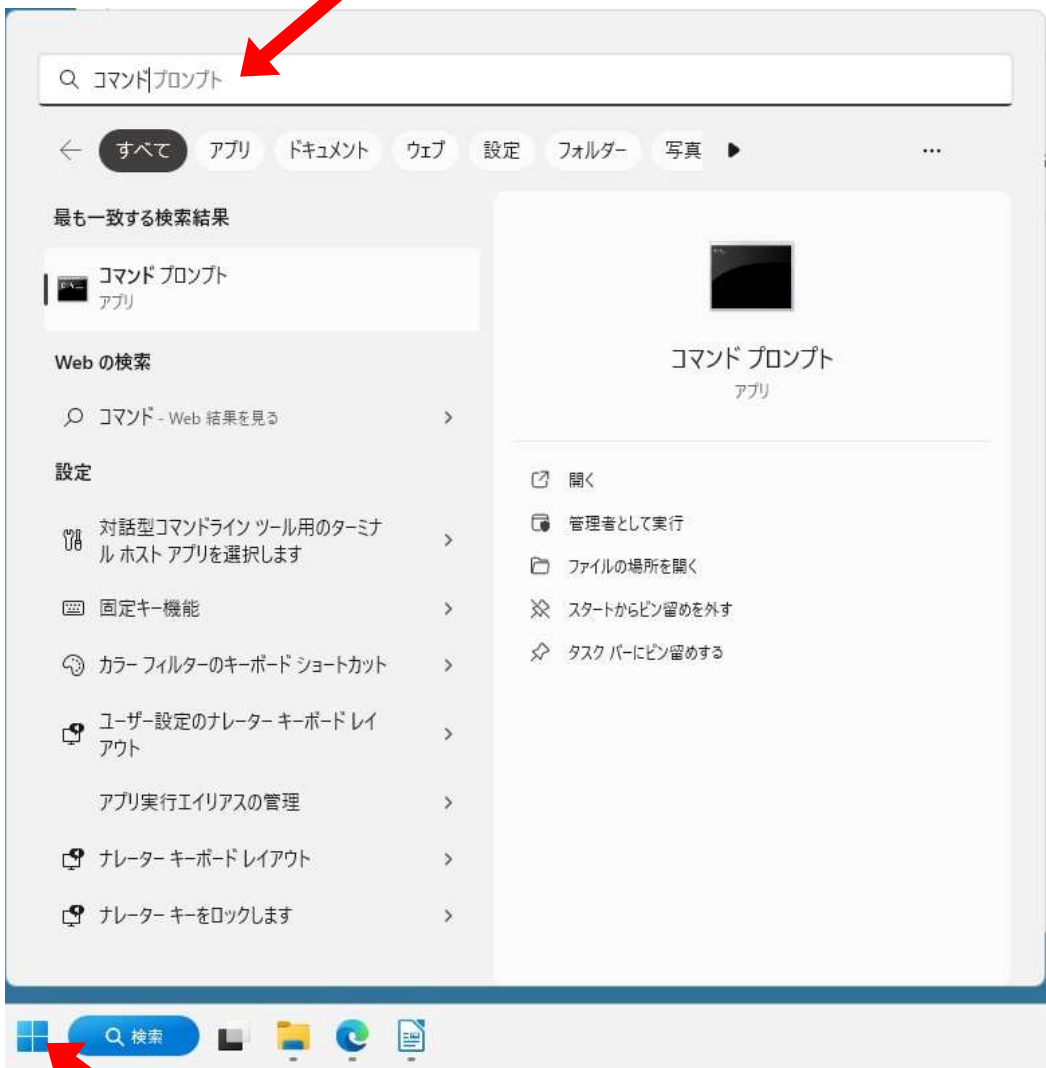 コマンドプロンプト
すべて アプリ ドキュメント ウェブ 設定 フォルダー 写真 ...
最も一致する検索結果
コマンド プロンプト
アプリ
Web の検索
コマンド - Web 結果を見る
設定
対話型コマンドライン ツール用のターミナ
ル ホスト アプリを選択します
固定キー機能
カラー フィルターのキーボード ショートカット
ユーザー設定のナレーター キーボード レイ
アウト
アプリ実行エイリアスの管理
ナレーター キーボード レイアウト
ナレーター キーをロックします
コマンド プロンプト
アプリ
開く
管理者として実行
ファイルの場所を開く
スタートからピン留めを外す
タスク バーにピン留めする
検索